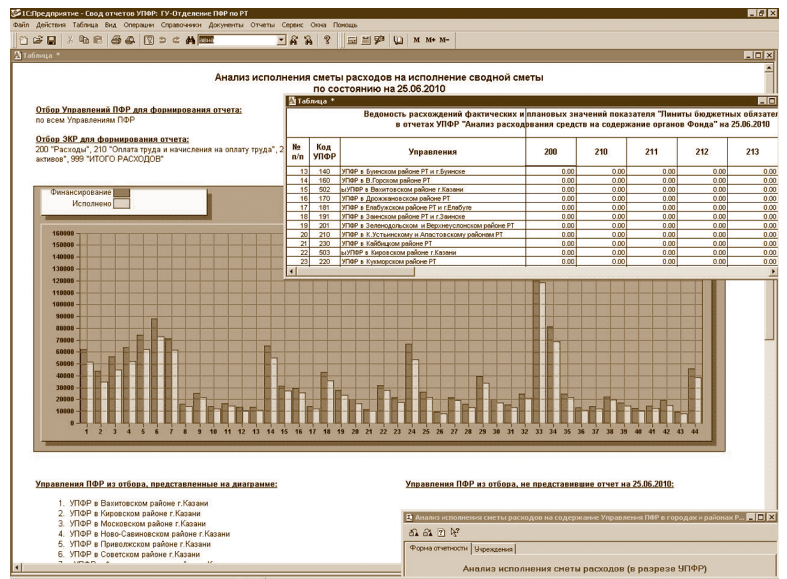 1С:Предприятие - Свод отчетов УПФР: ГУ-Отделение ПФР по РТ
Файл Действия Таблица Вид Операции Справочники Документы Отчеты Сервис Окна Помощь
M M+ M-
Таблица *
Анализ исполнения сметы расходов на исполнение сводной сметы
по состоянию на 25.06.2010
Отбор Управлений ПФР для формирования отчета:
по всем Управлениям ПФР
Отбор ЭКР для формирования отчета:
200 "Расходы", 210 "Оплата труда и начисления на оплату труда", 2
активов", 999 "ИТОГО РАСХОДОВ"
Таблица *
Ведомость расхождений фактических и плановых значений показателя "Линиты бюджетных обязател
в отчетах УПФР "Анализ расходования средств на содержание органов Фонда" на 25.06.2010
№ п/п Код УПФР Управления 200 210 211 212 213
13 140 УПФР в Буинском районе РТ и г.Буинске 0.00 0.00 0.00 0.00 0.00
14 160 УПФР в В.Горском районе РТ 0.00 0.00 0.00 0.00 0.00
15 502 ыУПФР в Вахитовском районе г.Казани 0.00 0.00 0.00 0.00 0.00
16 170 УПФР в Дрожжановском районе РТ 0.00 0.00 0.00 0.00 0.00
17 181 УПФР в Елабужском районе РТ и г.Елабуге 0.00 0.00 0.00 0.00 0.00
18 191 УПФР в Заинском районе РТ и г.Заинске 0.00 0.00 0.00 0.00 0.00
19 201 УПФР в Зеленодольском и Верхнеуслонском районе РТ 0.00 0.00 0.00 0.00 0.00
20 210 УПФР в К.Устьинскому и Апастовскому районам РТ 0.00 0.00 0.00 0.00 0.00
21 230 УПФР в Кайбицком районе РТ 0.00 0.00 0.00 0.00 0.00
22 503 ыУПФР в Кировском районе г.Казани 0.00 0.00 0.00 0.00 0.00
23 220 УПФР в Кукморском районе РТ 0.00 0.00 0.00 0.00 0.00
Финансирование
Исполнено
160000
150000
140000
130000
120000
110000
100000
90000
80000
70000
60000
50000
40000
30000
20000
10000
0
1 2 3 4 5 6 7 8 9 10 11 12 13 14 15 16 17 18 19 20 21 22 23 24 25 26 27 28 29 30 31 32 33 34 35 36 37 38 39 40 41 42 43 44
Управления ПФР из отбора, представленные на диаграмме:
Управления ПФР из отбора, не представившие отчет на 25.06.2010:
1. УПФР в Вахитовском районе г.Казани
2. УПФР в Кировском районе г.Казани
3. УПФР в Московском районе г.Казани
4. УПФР в Ново-Савиновском районе г.Казани
5. УПФР в Приволжском районе г.Казани
6. УПФР в Советском районе г.Казани
Анализ исполнения сметы расходов на содержание Управления ПФР в городах и районах Р...
Форма отчетности Учреждения
Анализ исполнения сметы расходов (в разрезе УПФР)